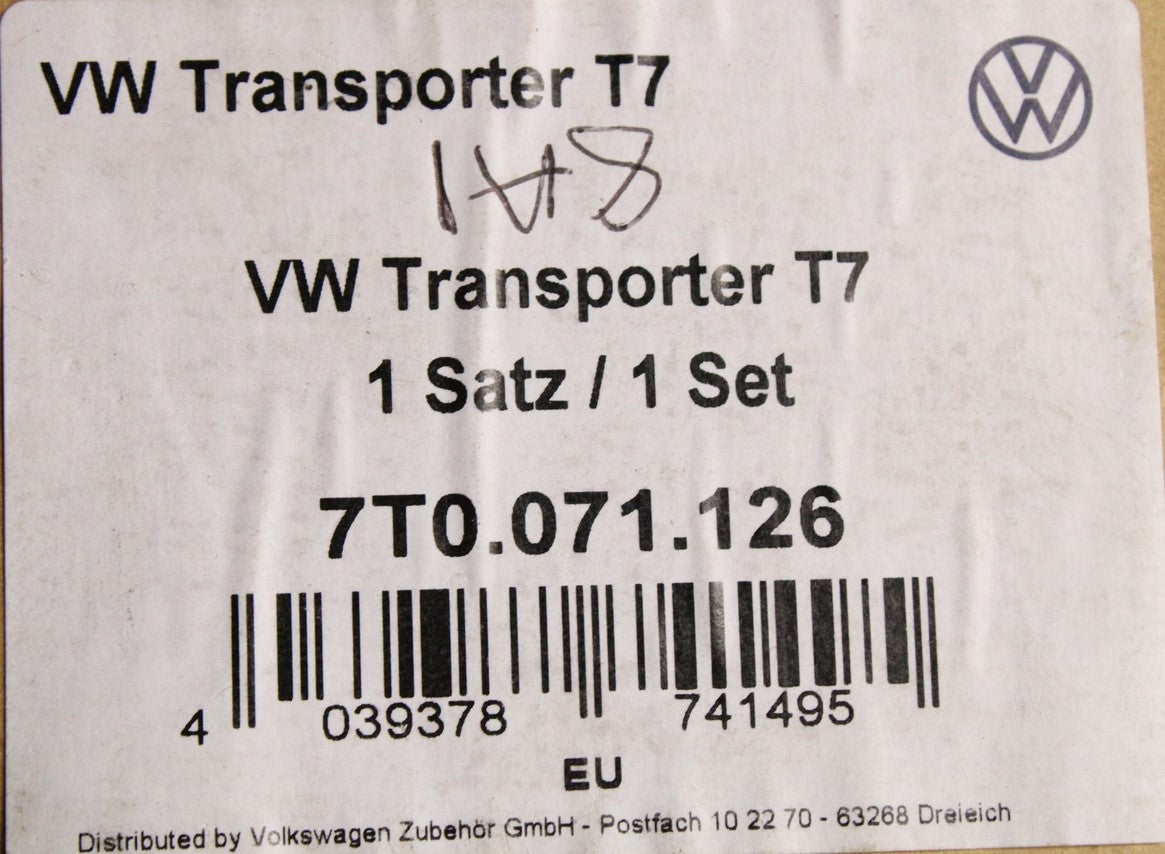 VW Transporter T7
VW Transporter T7
1 Satz / 1 Set
7T0.071.126
4 039378 741495
EU
Distributed by Volkswagen Zubehör GmbH - Postfach 10 22 70 - 63268 Dreieich